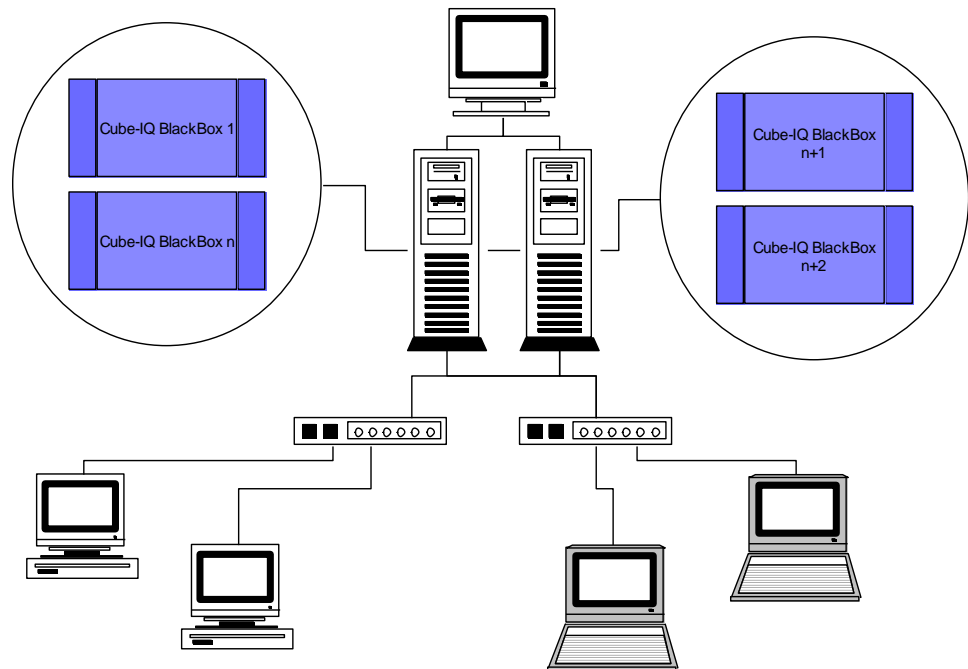 Cube-IQ BlackBox 1
Cube-IQ BlackBox n
Cube-IQ BlackBox
n+1
Cube-IQ BlackBox
n+2